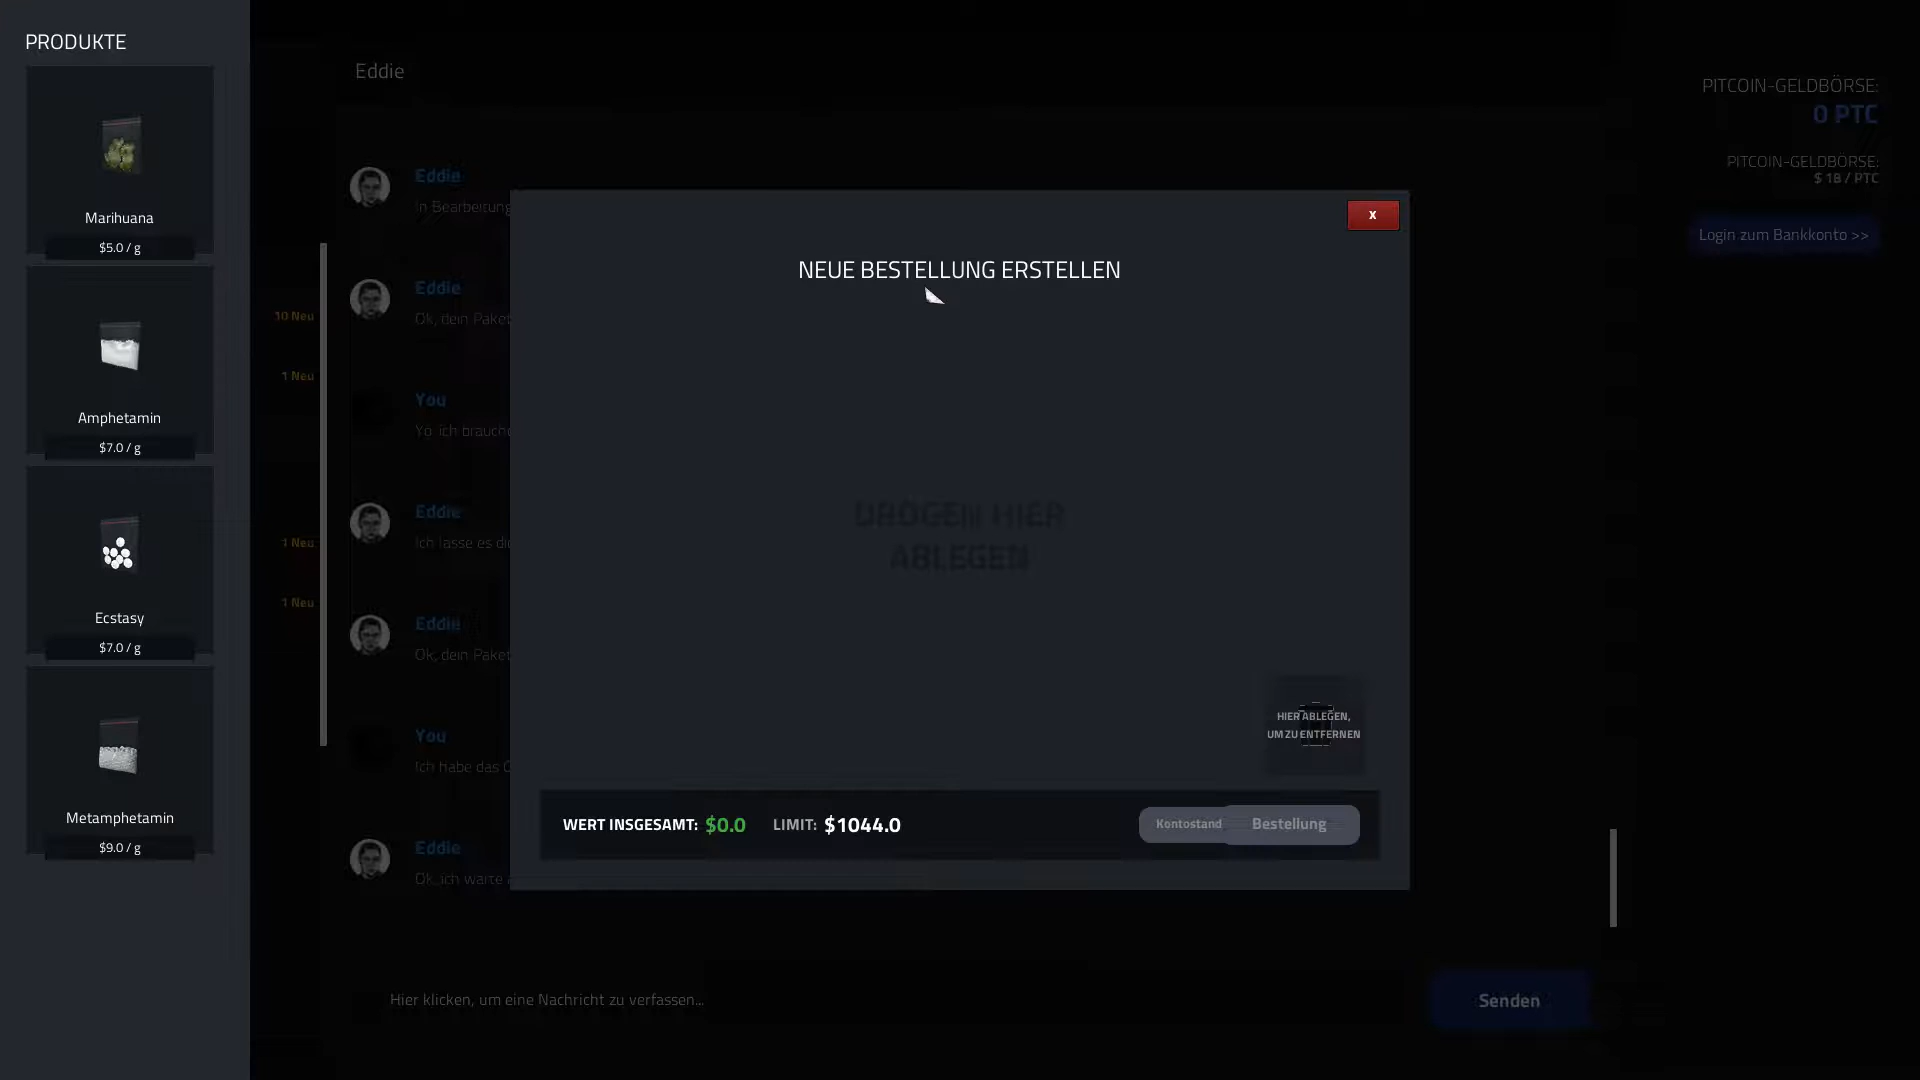 PRODUKTE
Marihuana
$5.0 / g
Amphetamin
$7.0 / g
Ecstasy
$7.0 / g
Metamphetamin
$9.0 / g
10 Neu
1 Neu
1 Neu
1 Neu
Eddie
Eddie
In Bearbeitung
Eddie
Ok, dein Paket
You
Yo, ich brauche
Eddie
Ich lasse es
Eddie
Ok, dein Paket
You
Ich habe das
Eddie
Ok, ich warte
Hier klicken, um eine Nachricht zu verfassen...
Senden
X
NEUE BESTELLUNG ERSTELLEN
DROGEN HIER
ABLEGEN
HIER ABLEGEN,
UM ZU ENTFERNEN
WERT INSGESAMT: $0.0 LIMIT: $1044.0
Kontostand
Bestellung
PITCOIN-GELDBÖRSE:
0 PTC
PITCOIN-GELDBÖRSE:
$ 18 / PTC
Login zum Bankkonto >>